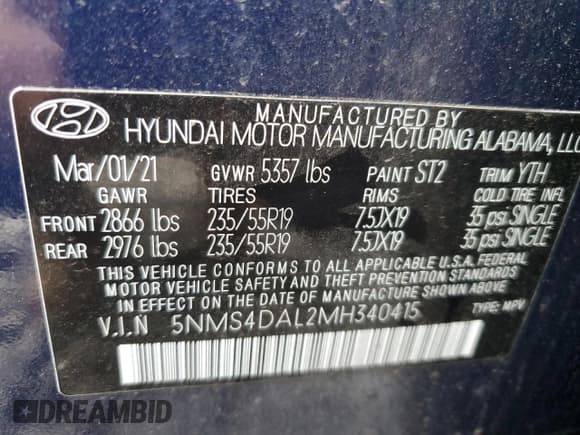 MANUFACTURED BY
HYUNDAI MOTOR MANUFACTURING ALABAMA, LLC
Mar/01/21 GVWR 5357 lbs PAINT ST2 TRIM YTH
GAWR TIRES RIMS COLD TIRE INFL
FRONT 2866 lbs 235/55R19 7.5JX19 35 psi SINGLE
REAR 2976 lbs 235/55R19 7.5JX19 35 psi SINGLE
THIS VEHICLE CONFORMS TO ALL APPLICABLE U.S.A. FEDERAL
MOTOR VEHICLE SAFETY AND THEFT PREVENTION STANDARDS
IN EFFECT ON THE DATE OF MANUFACTURE SHOWN ABOVE.
V.I.N 5NMS4DAL2MH340415 TYPE: MPV
DREAMBID